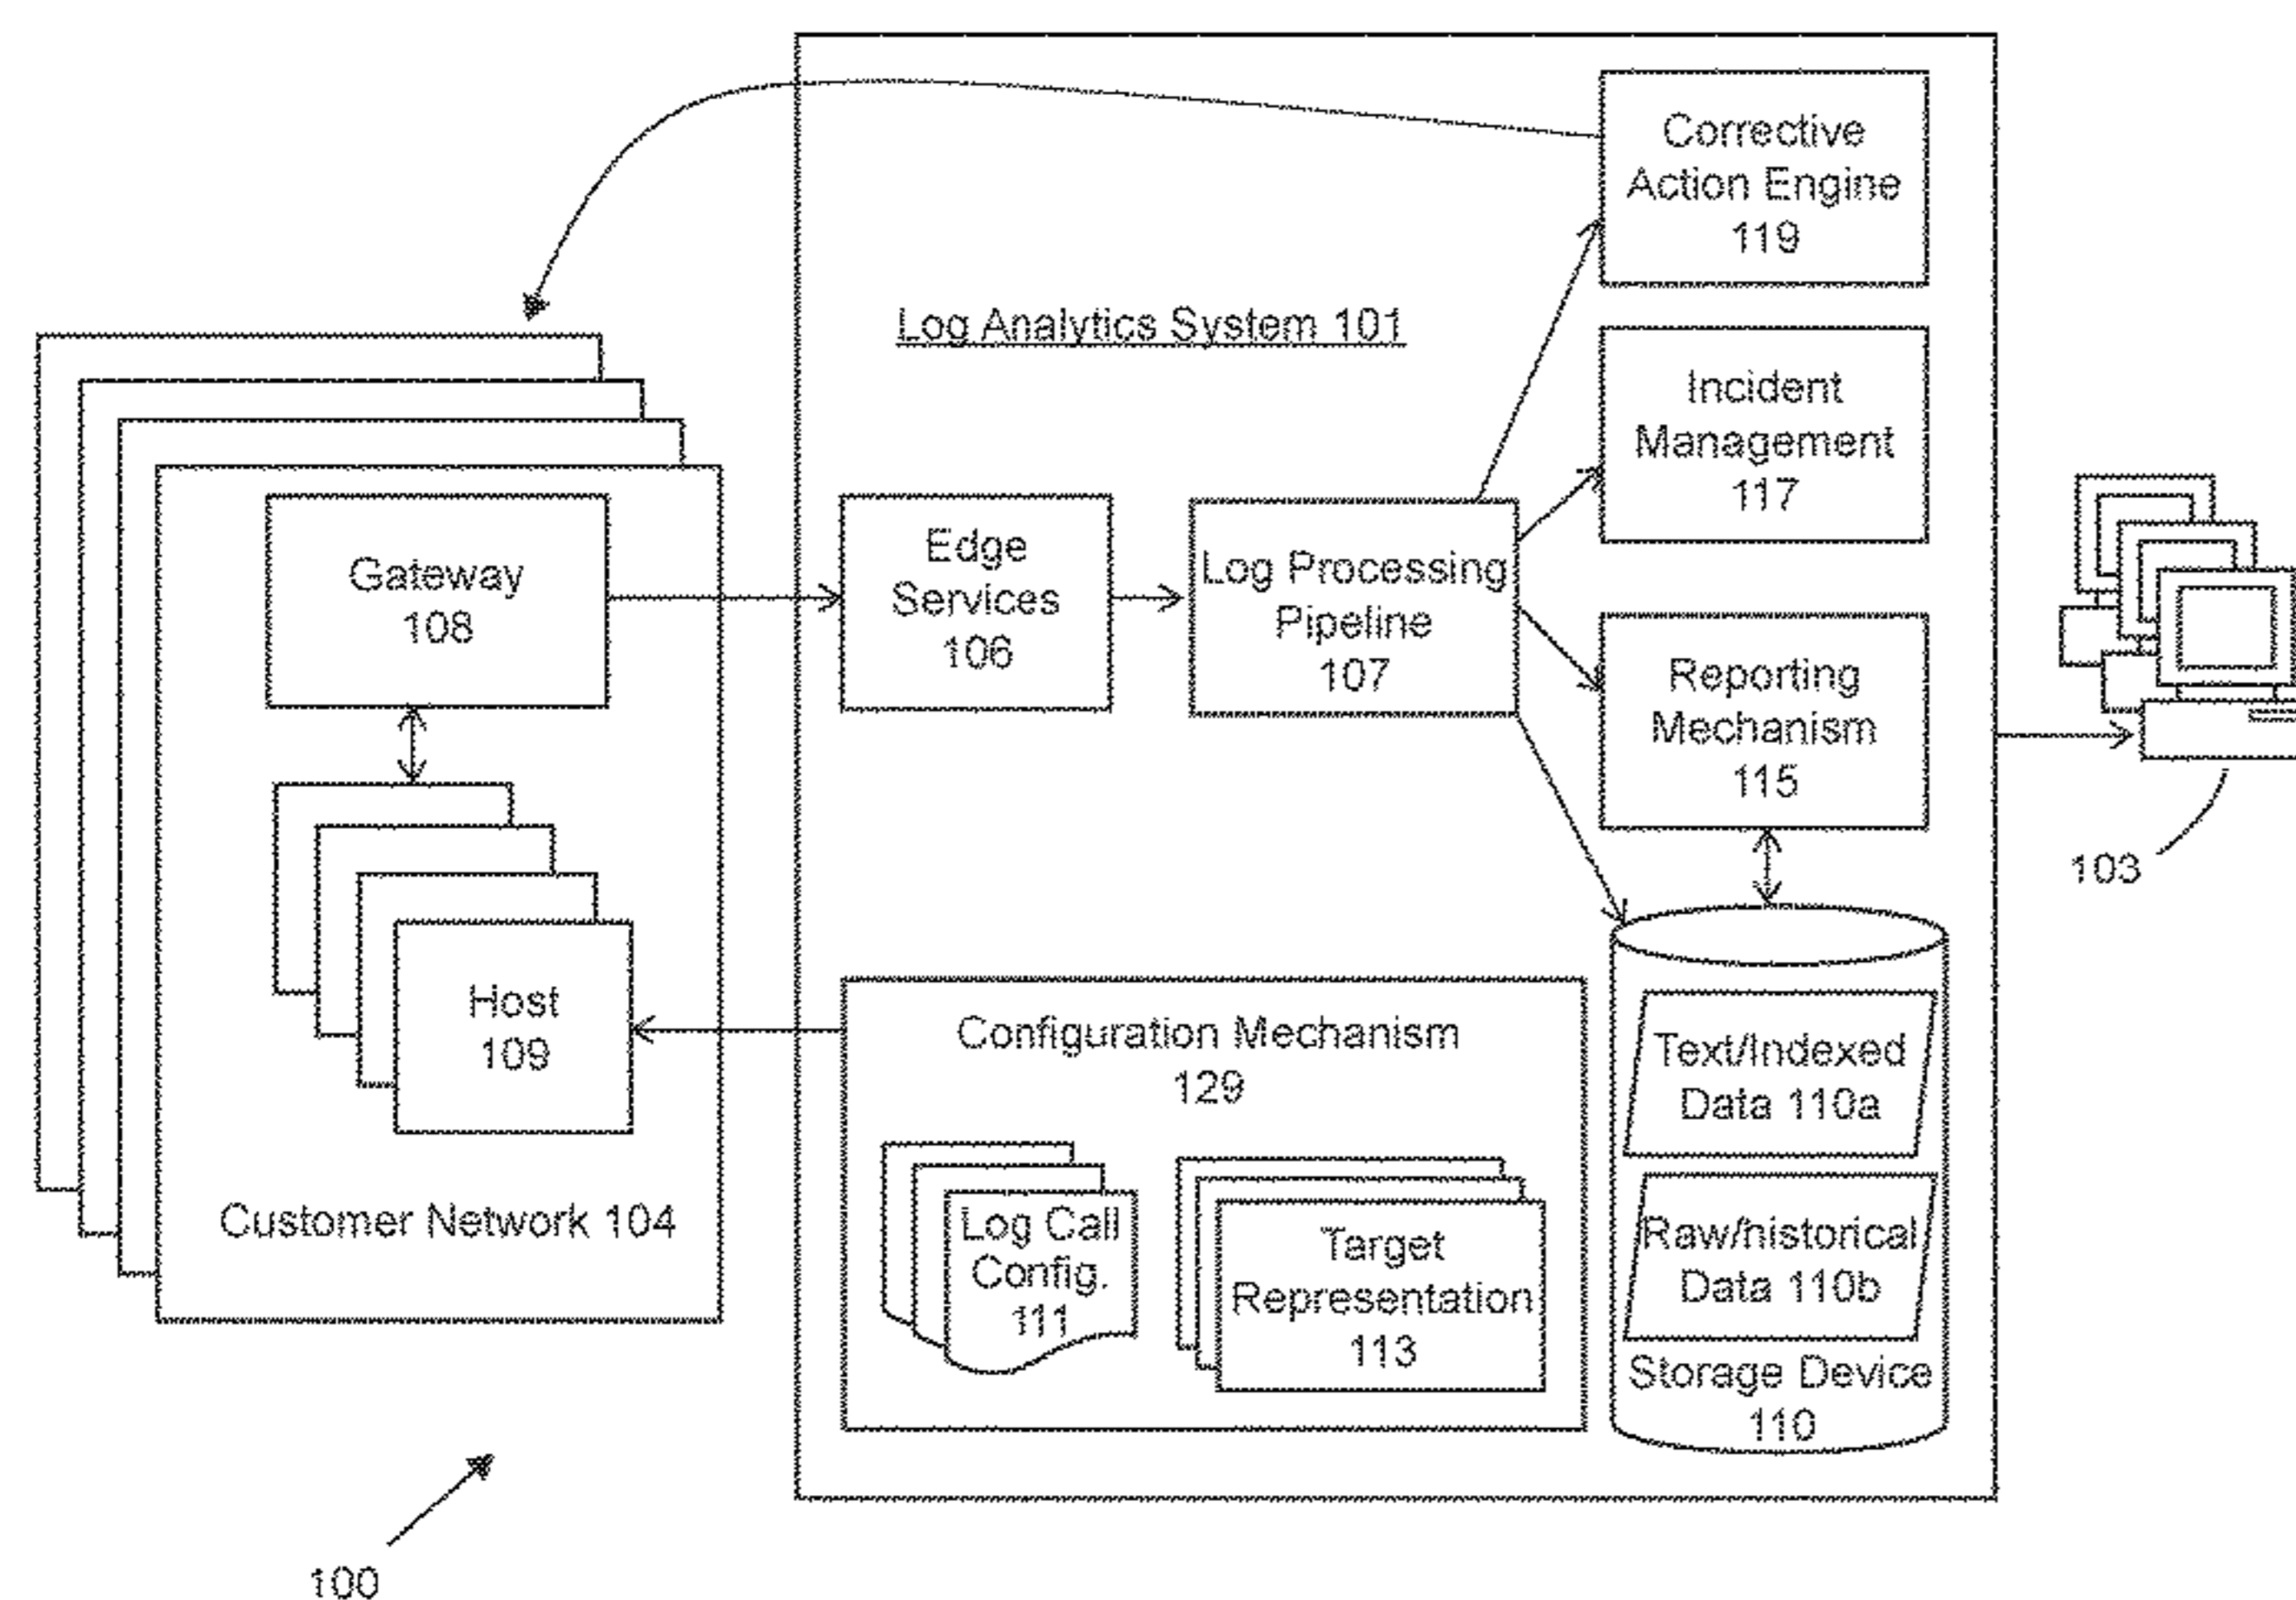 Corrective
Action Engine
119
Log Analytics System 101
Incident
Management
117
Gateway
108
Edge
Services
106
Log Processing
Pipeline
107
Reporting
Mechanism
115
103
Host
109
Configuration Mechanism
129
Text/Indexed
Data 110a
Customer Network 104
Log Call
Config.
111
Target
Representation
113
Raw/historical
Data 110b
Storage Device
110
100